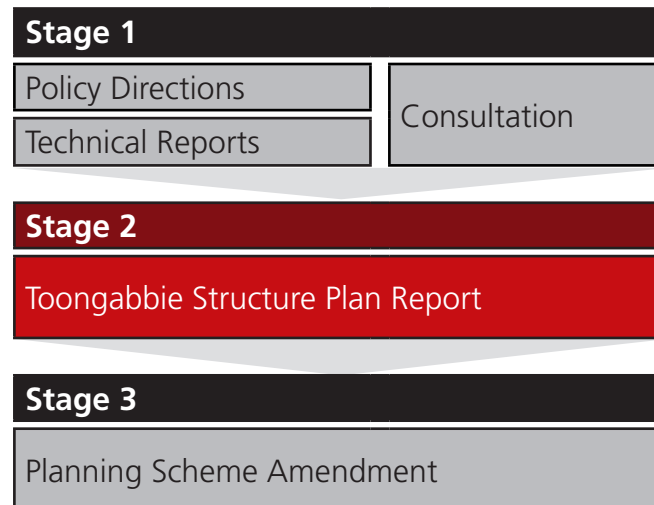 Stage 1
Policy Directions
Technical Reports
Consultation
Stage 2
Toongabbie Structure Plan Report
Stage 3
Planning Scheme Amendment